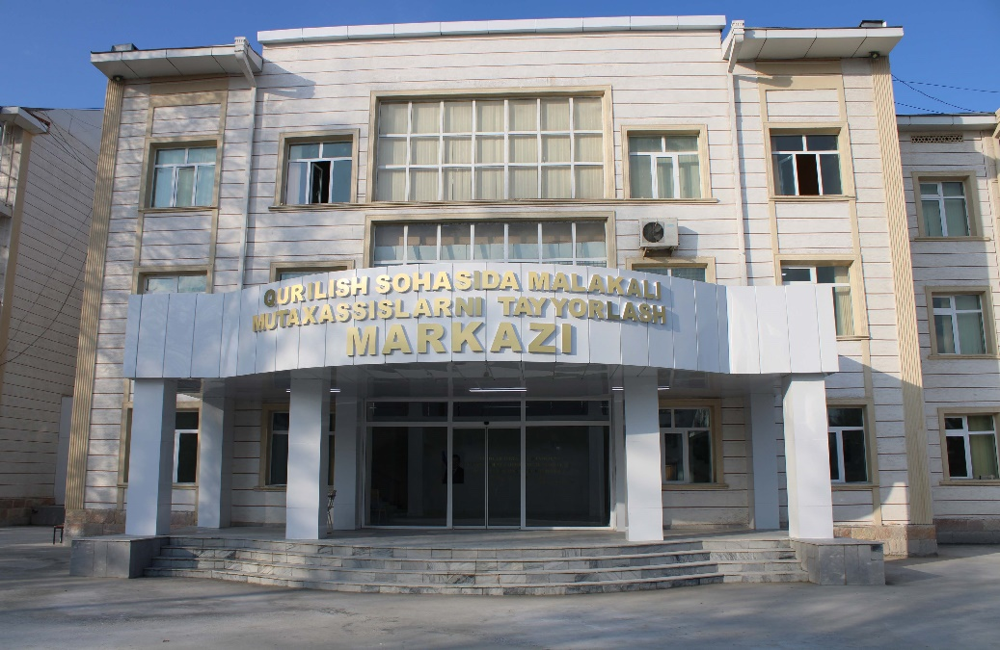 QURILISH SOHASIDA MALAKALI
MUTAXASSISLARNI TAYYORLASH
MARKAZI